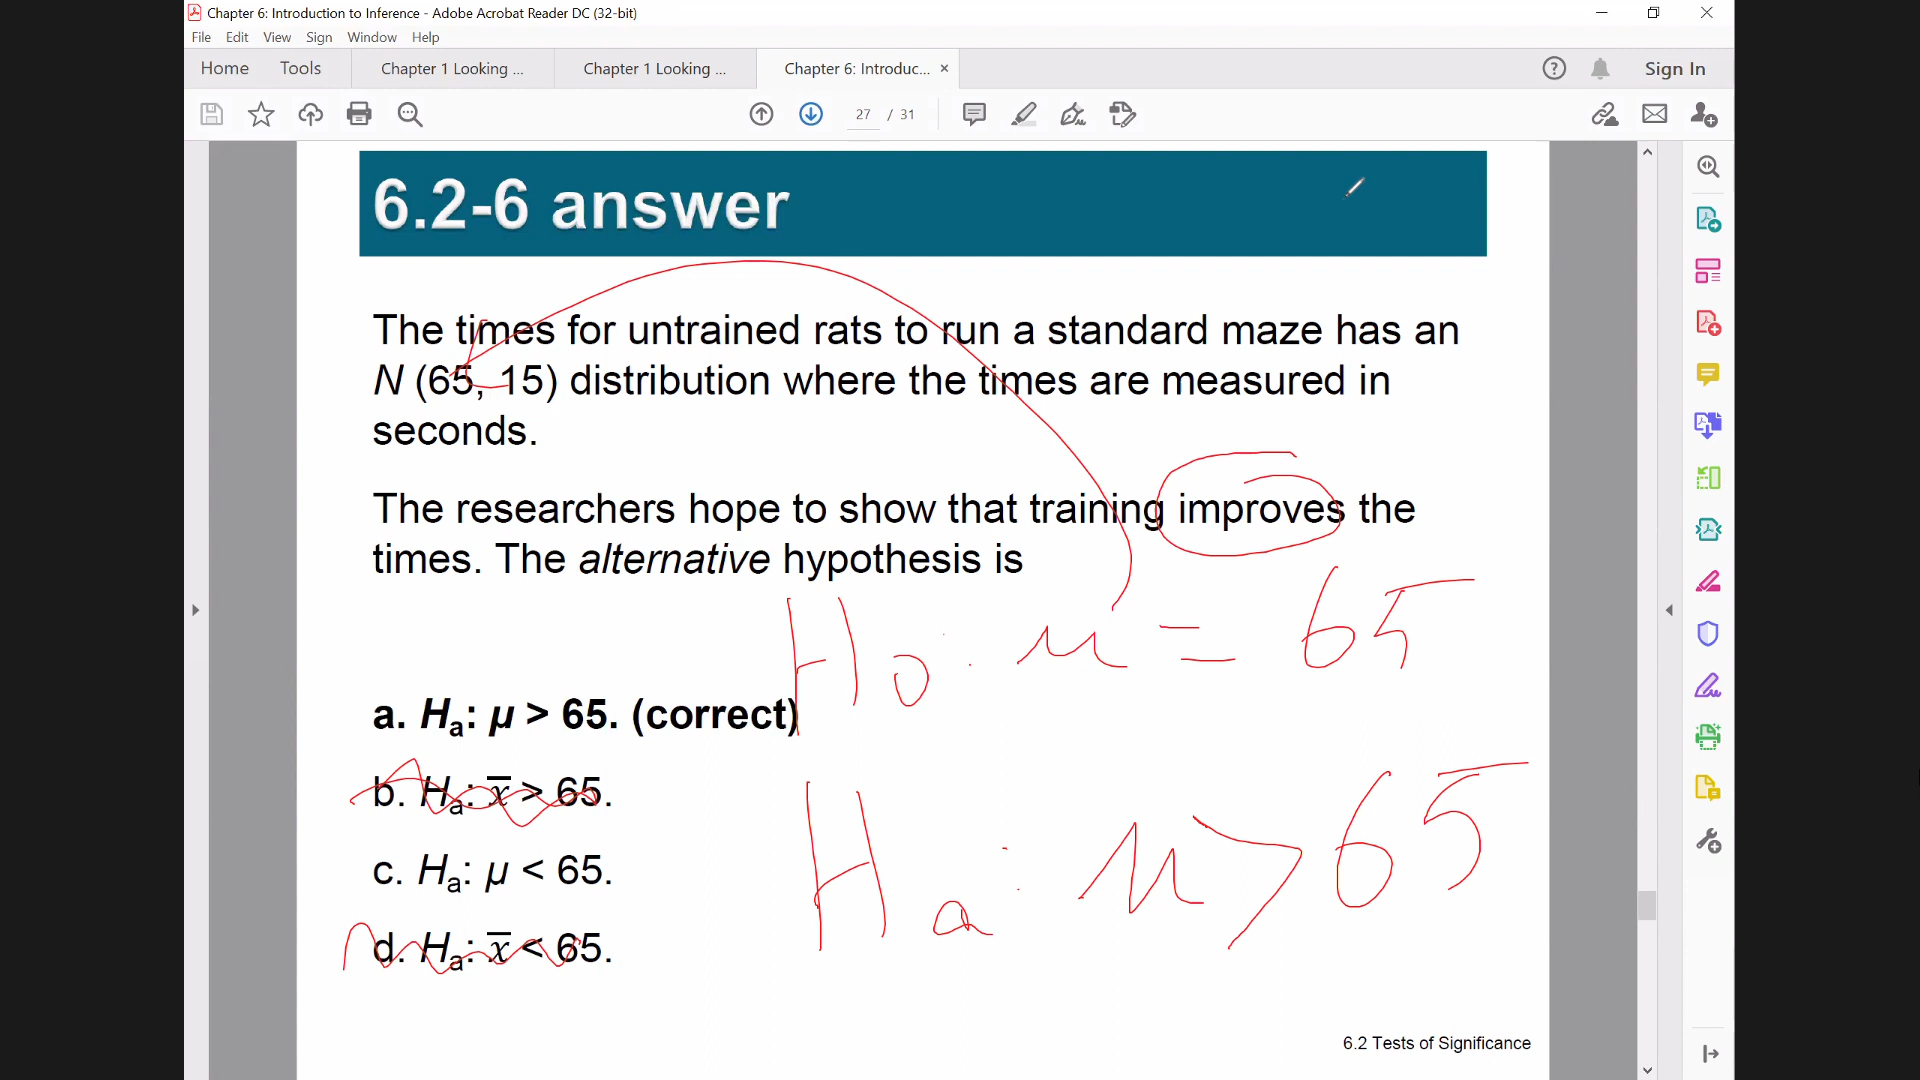 Chapter 6: Introduction to Inference - Adobe Acrobat Reader DC (32-bit)
File Edit View Sign Window Help
Home Tools Chapter 1 Looking ... Chapter 1 Looking ... Chapter 6: Introduc... × Sign In
27 / 31
6.2-6 answer
The times for untrained rats to run a standard maze has an
N (65, 15) distribution where the times are measured in
seconds.
The researchers hope to show that training improves the
times. The alternative hypothesis is
H0: μ = 65
a. Ha: μ > 65. (correct)
b. Ha: x̅ > 65.
c. Ha: μ < 65.
Ha: μ > 65
d. Ha: x̅ < 65.
6.2 Tests of Significance